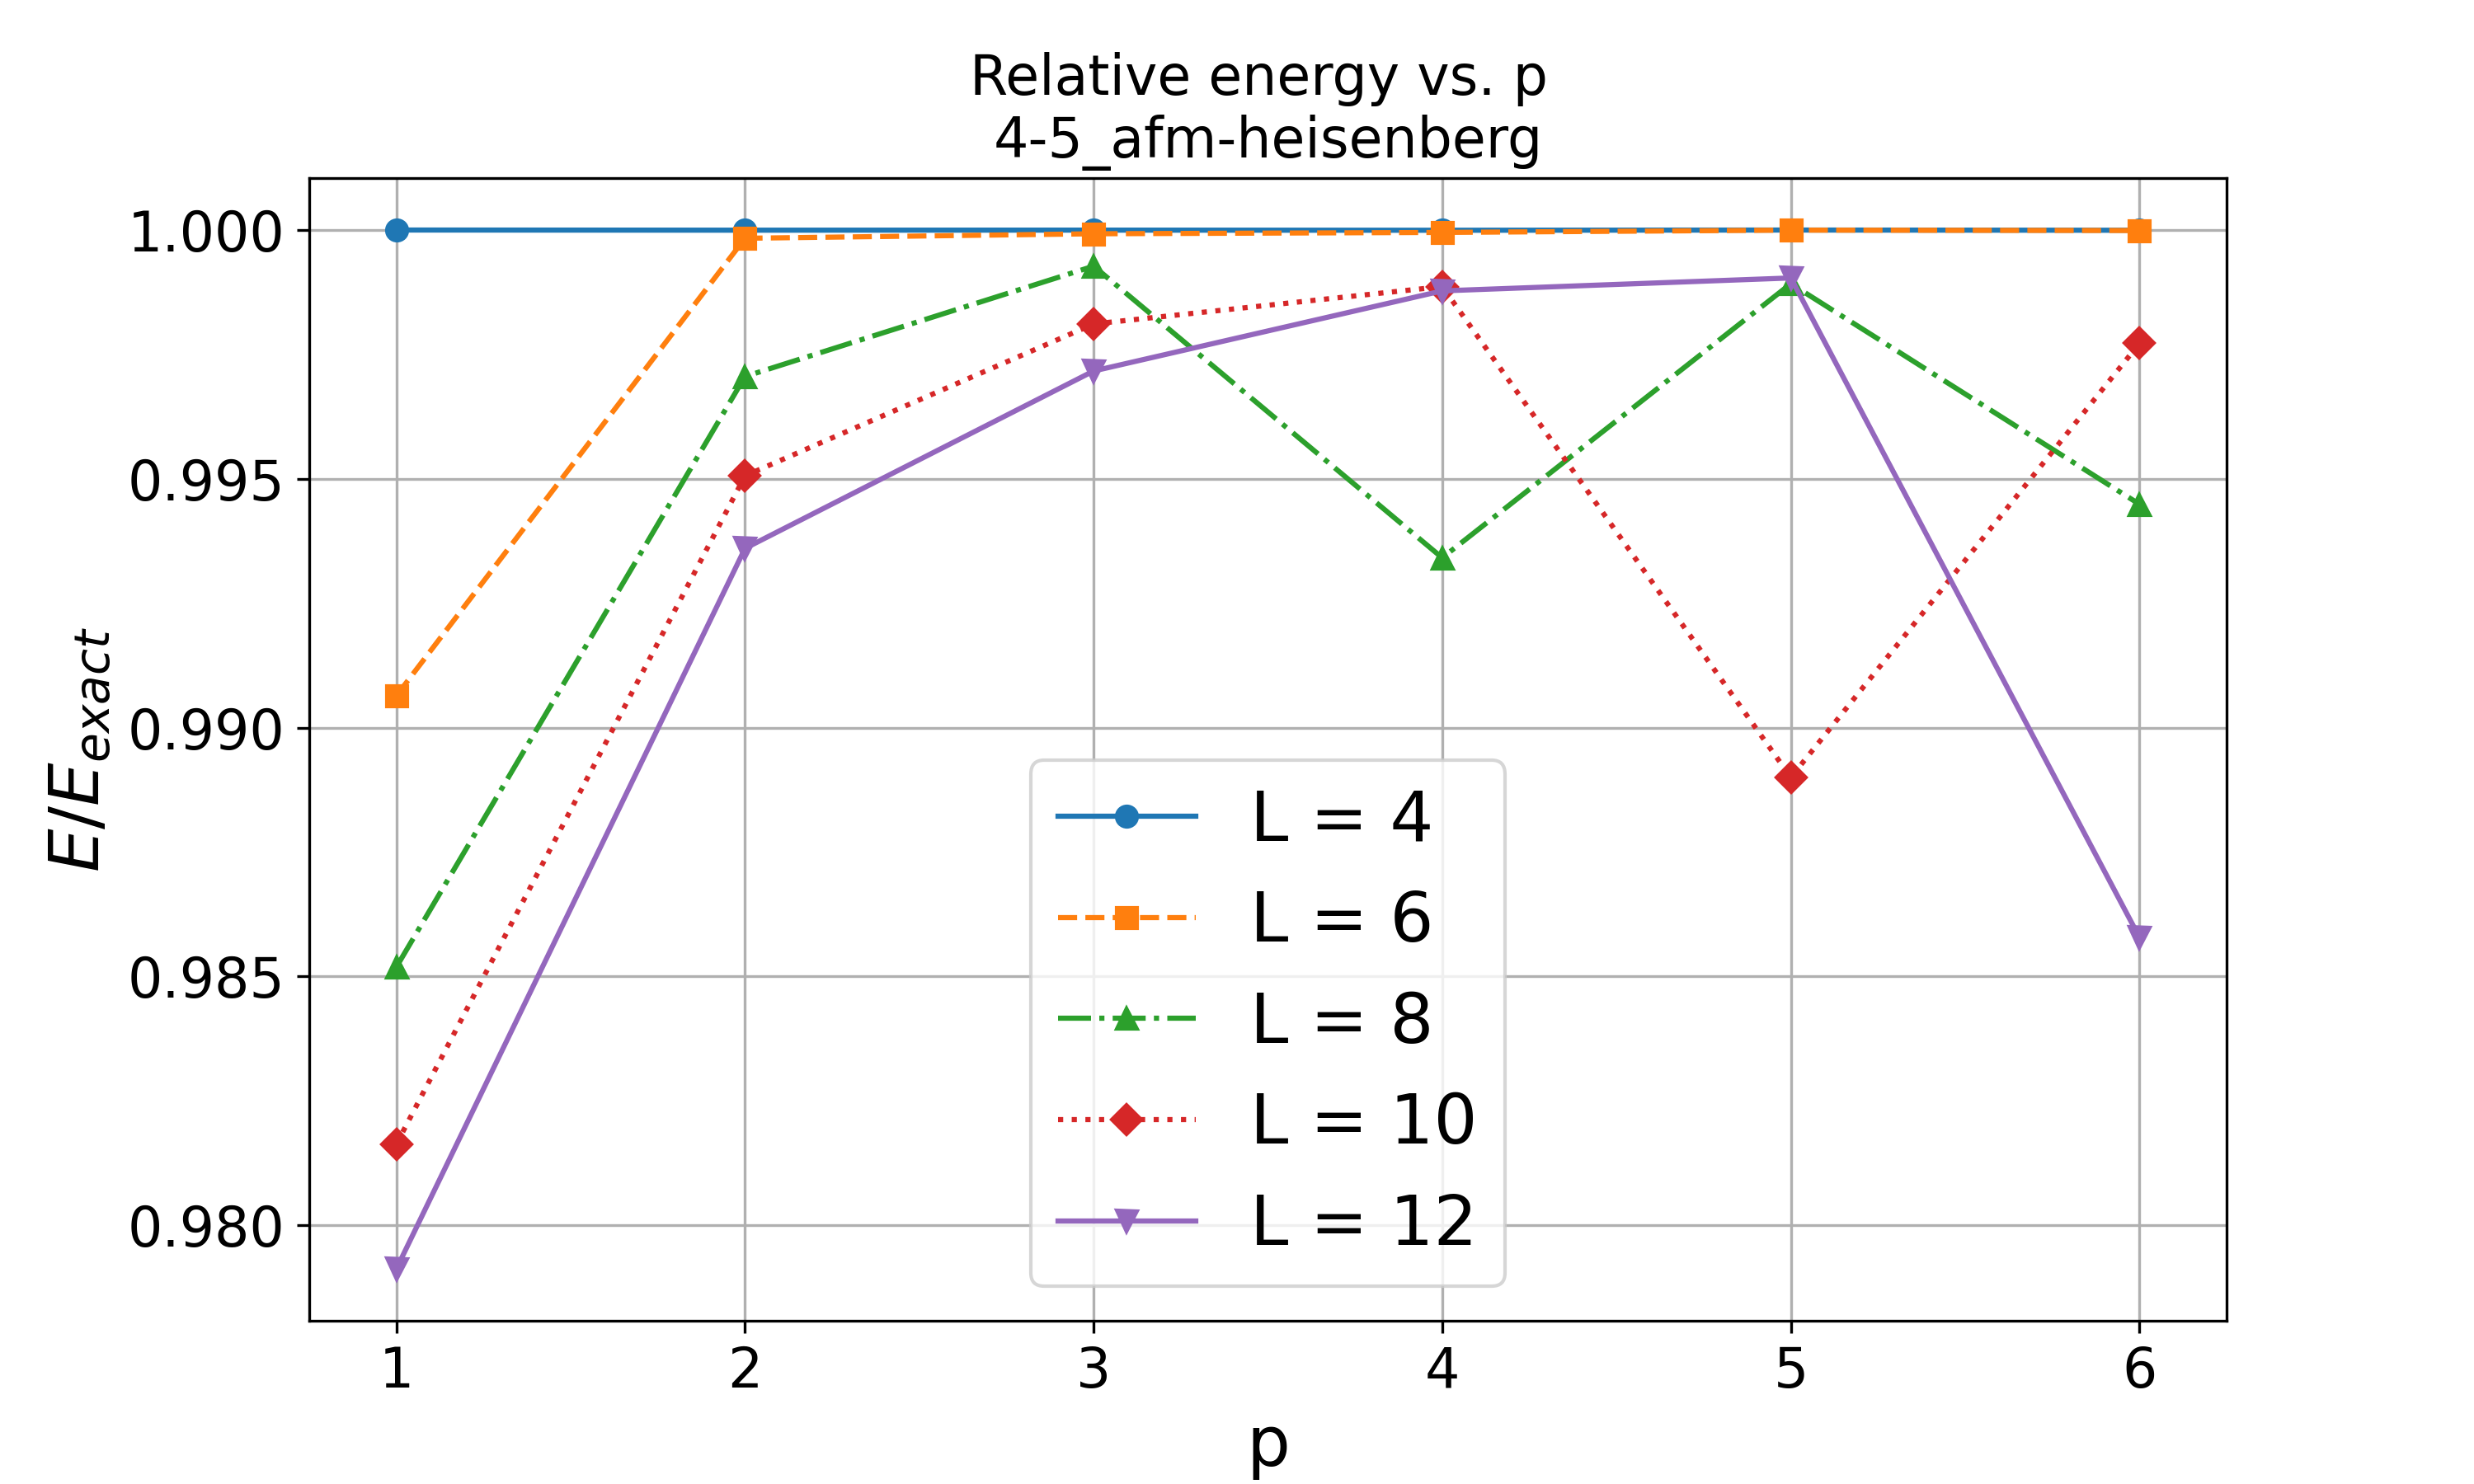 Relative energy vs. p
4-5_afm-heisenberg
1.000
0.995
0.990
0.985
0.980
E/E_exact
L = 4
L = 6
L = 8
L = 10
L = 12
1 2 3 4 5 6
p